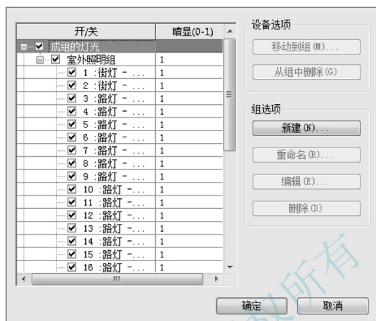 开/关 暗显(0-1)
成组的灯光
室外照明组 1
1 :街灯 - ... 1
2 :街灯 - ... 1
3 :路灯 - ... 1
4 :路灯 - ... 1
5 :路灯 - ... 1
6 :路灯 - ... 1
7 :路灯 - ... 1
8 :路灯 - ... 1
9 :路灯 - ... 1
10 :路灯 -... 1
11 :路灯 -... 1
12 :路灯 -... 1
13 :路灯 -... 1
14 :路灯 -... 1
15 :路灯 -... 1
16 :路灯 -... 1
设备选项
移动到组(M)...
从组中删除(G)
组选项
新建(N)...
重命名(R)...
编辑(E)...
删除(D)
确定 取消
权所有